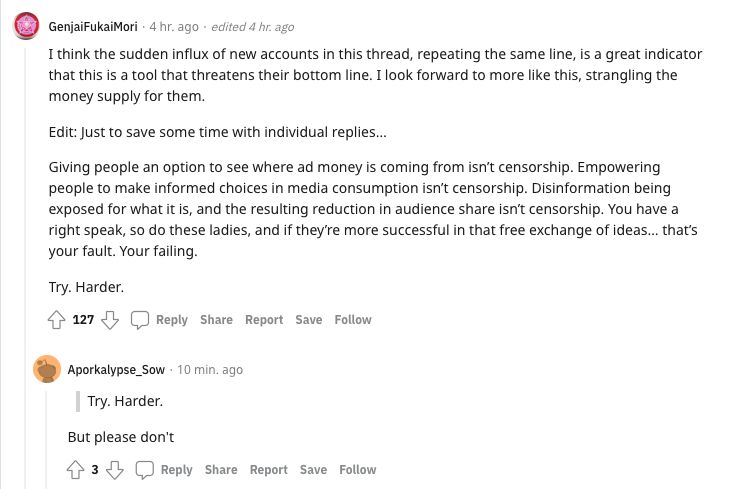 GenjaiFukaiMori · 4 hr. ago · edited 4 hr. ago
I think the sudden influx of new accounts in this thread, repeating the same line, is a great indicator
that this is a tool that threatens their bottom line. I look forward to more like this, strangling the
money supply for them.
Edit: Just to save some time with individual replies...
Giving people an option to see where ad money is coming from isn’t censorship. Empowering
people to make informed choices in media consumption isn’t censorship. Disinformation being
exposed for what it is, and the resulting reduction in audience share isn’t censorship. You have a
right speak, so do these ladies, and if they’re more successful in that free exchange of ideas... that’s
your fault. Your failing.
Try. Harder.
127 Reply Share Report Save Follow
Aporkalypse_Sow · 10 min. ago
Try. Harder.
But please don't
3 Reply Share Report Save Follow